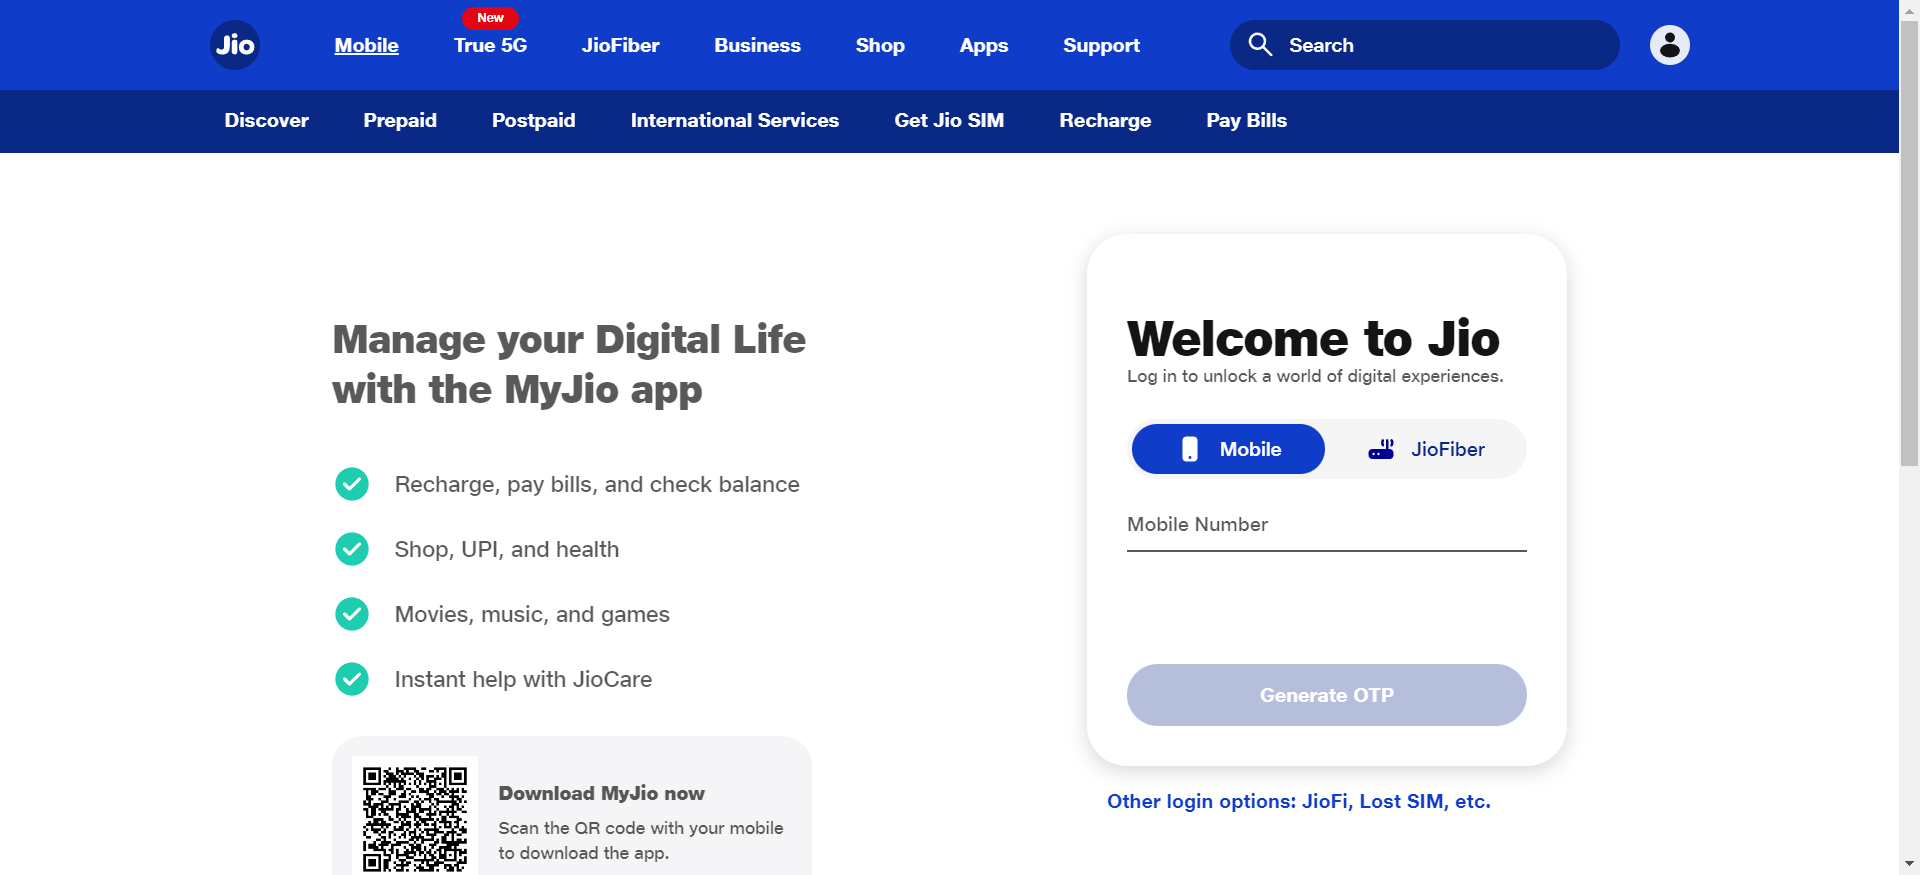 Jio
Mobile
New
True 5G
JioFiber
Business
Shop
Apps
Support
Search
Discover
Prepaid
Postpaid
International Services
Get Jio SIM
Recharge
Pay Bills
Manage your Digital Life
with the MyJio app
Recharge, pay bills, and check balance
Shop, UPI, and health
Movies, music, and games
Instant help with JioCare
Download MyJio now
Scan the QR code with your mobile
to download the app.
Welcome to Jio
Log in to unlock a world of digital experiences.
Mobile
JioFiber
Mobile Number
Generate OTP
Other login options: JioFi, Lost SIM, etc.